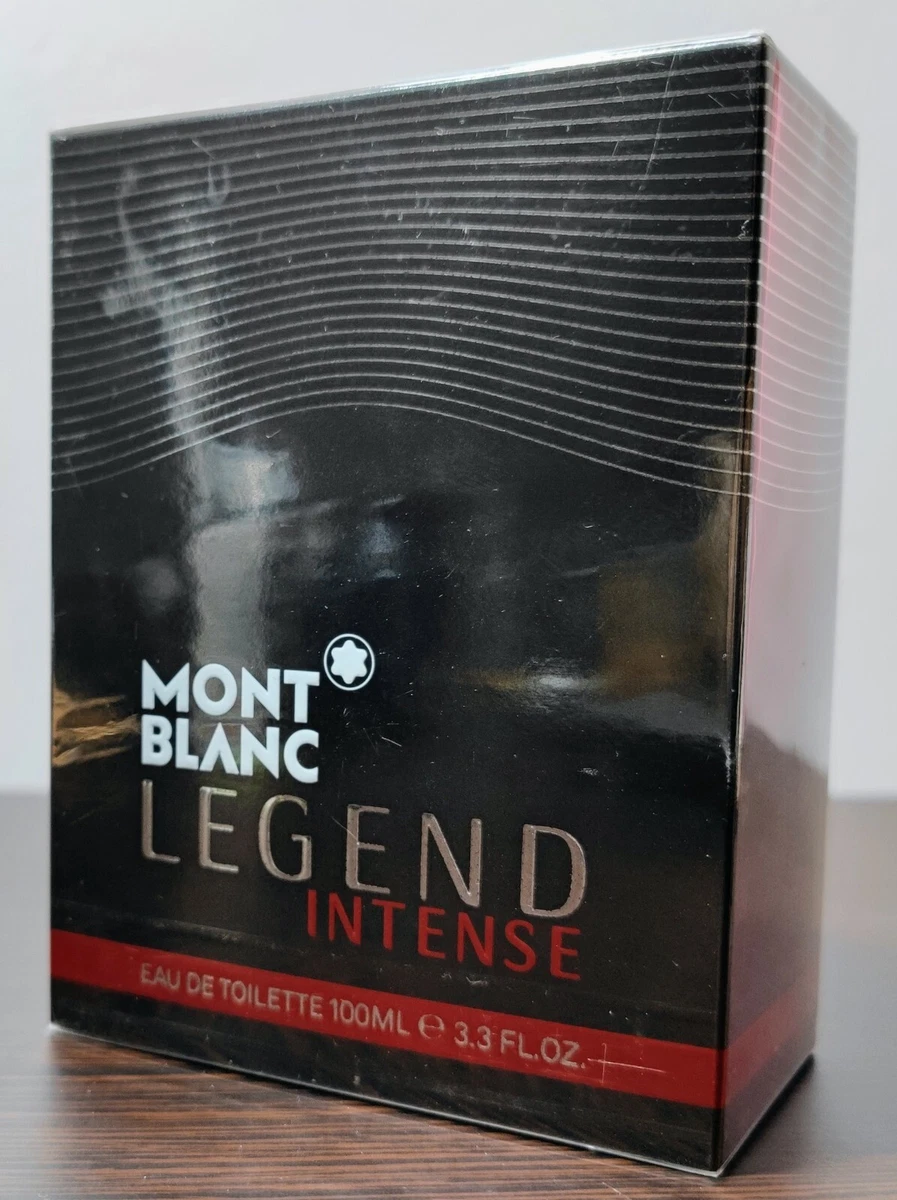 MONT
BLANC
LEGEND
INTENSE
EAU DE TOILETTE 100ML ℮ 3.3 FL.OZ.